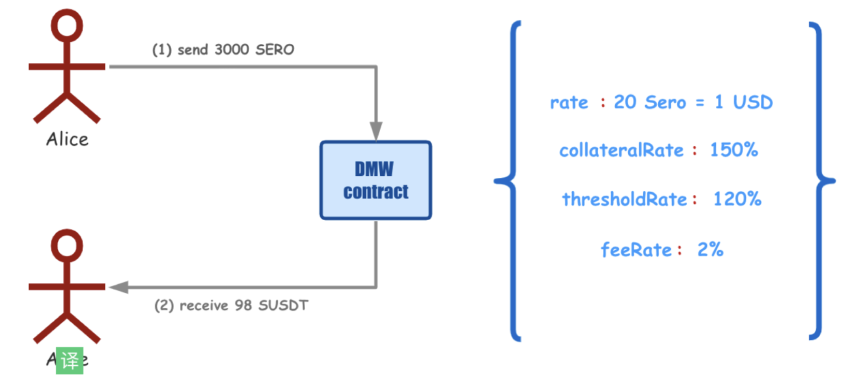 (1) send 3000 SERO
Alice
DMW
contract
(2) receive 98 SUSDT
译
rate : 20 Sero = 1 USD
collateralRate : 150%
thresholdRate : 120%
feeRate : 2%